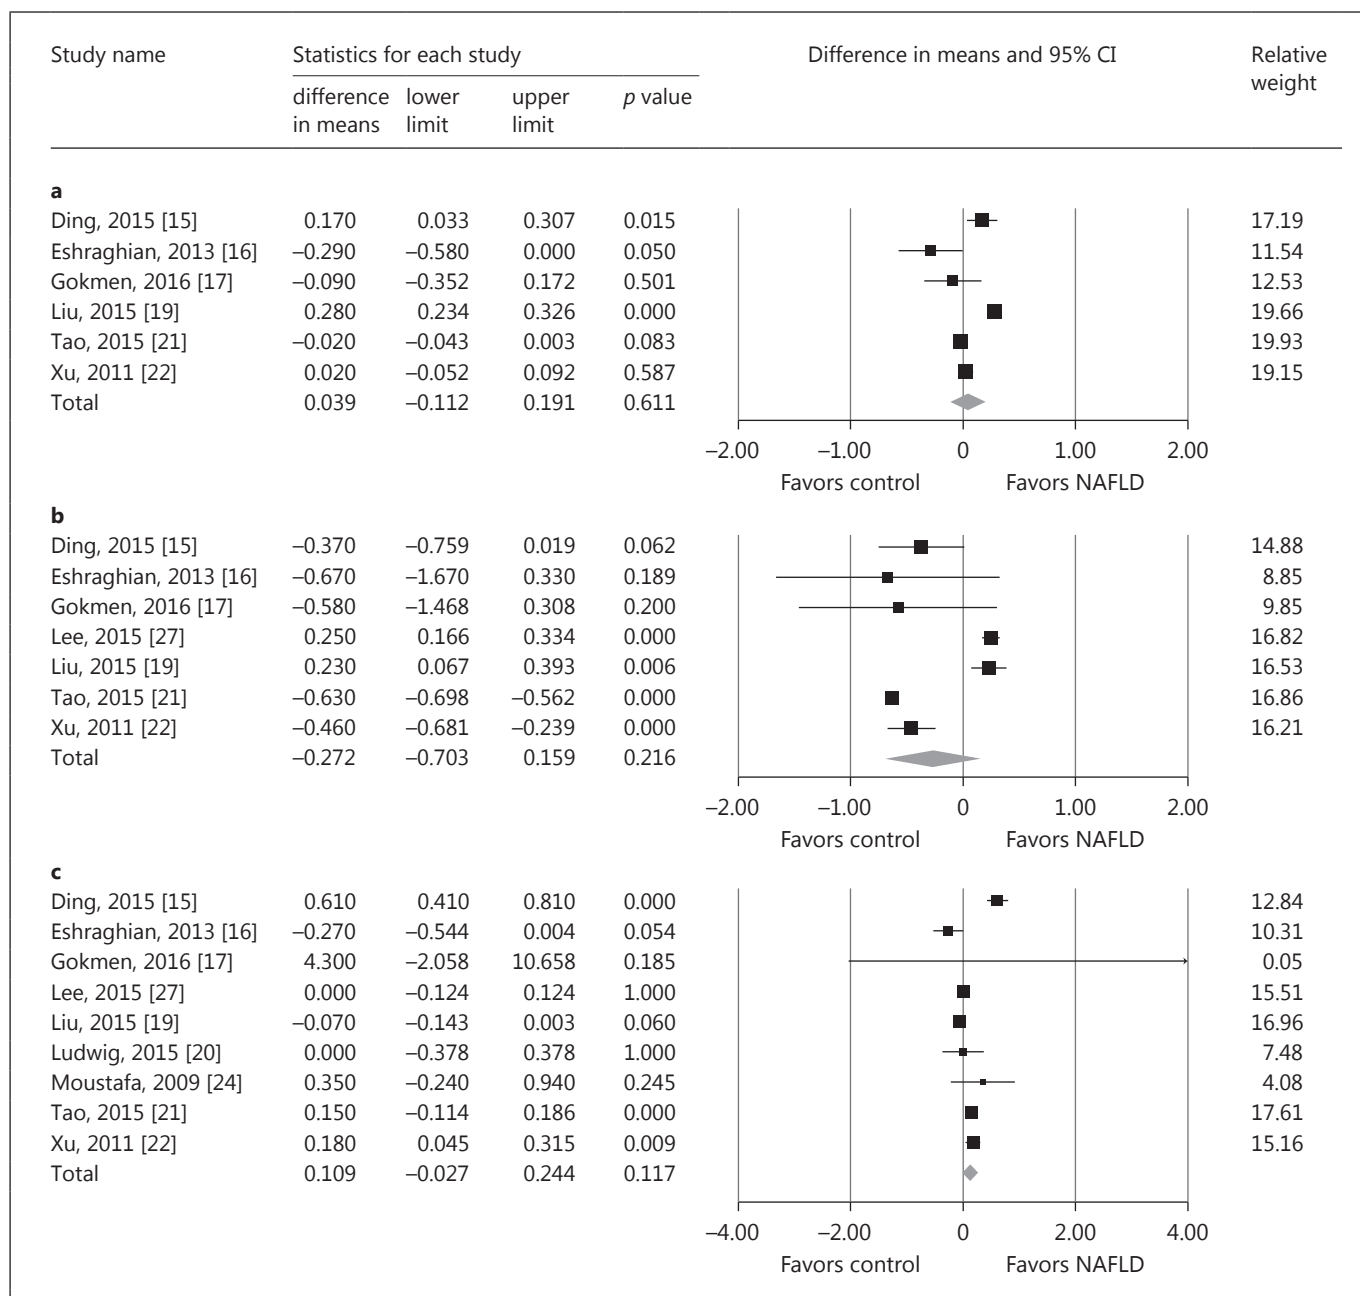 Study name Statistics for each study Difference in means and 95% CI Relative weight
difference in means lower limit upper limit p value
a
Ding, 2015 [15] 0.170 0.033 0.307 0.015 17.19
Eshraghian, 2013 [16] –0.290 –0.580 0.000 0.050 11.54
Gokmen, 2016 [17] –0.090 –0.352 0.172 0.501 12.53
Liu, 2015 [19] 0.280 0.234 0.326 0.000 19.66
Tao, 2015 [21] –0.020 –0.043 0.003 0.083 19.93
Xu, 2011 [22] 0.020 –0.052 0.092 0.587 19.15
Total 0.039 –0.112 0.191 0.611
–2.00 –1.00 0 1.00 2.00
Favors control Favors NAFLD
b
Ding, 2015 [15] –0.370 –0.759 0.019 0.062 14.88
Eshraghian, 2013 [16] –0.670 –1.670 0.330 0.189 8.85
Gokmen, 2016 [17] –0.580 –1.468 0.308 0.200 9.85
Lee, 2015 [27] 0.250 0.166 0.334 0.000 16.82
Liu, 2015 [19] 0.230 0.067 0.393 0.006 16.53
Tao, 2015 [21] –0.630 –0.698 –0.562 0.000 16.86
Xu, 2011 [22] –0.460 –0.681 –0.239 0.000 16.21
Total –0.272 –0.703 0.159 0.216
–2.00 –1.00 0 1.00 2.00
Favors control Favors NAFLD
c
Ding, 2015 [15] 0.610 0.410 0.810 0.000 12.84
Eshraghian, 2013 [16] –0.270 –0.544 0.004 0.054 10.31
Gokmen, 2016 [17] 4.300 –2.058 10.658 0.185 0.05
Lee, 2015 [27] 0.000 –0.124 0.124 1.000 15.51
Liu, 2015 [19] –0.070 –0.143 0.003 0.060 16.96
Ludwig, 2015 [20] 0.000 –0.378 0.378 1.000 7.48
Moustafa, 2009 [24] 0.350 –0.240 0.940 0.245 4.08
Tao, 2015 [21] 0.150 –0.114 0.186 0.000 17.61
Xu, 2011 [22] 0.180 0.045 0.315 0.009 15.16
Total 0.109 –0.027 0.244 0.117
–4.00 –2.00 0 2.00 4.00
Favors control Favors NAFLD